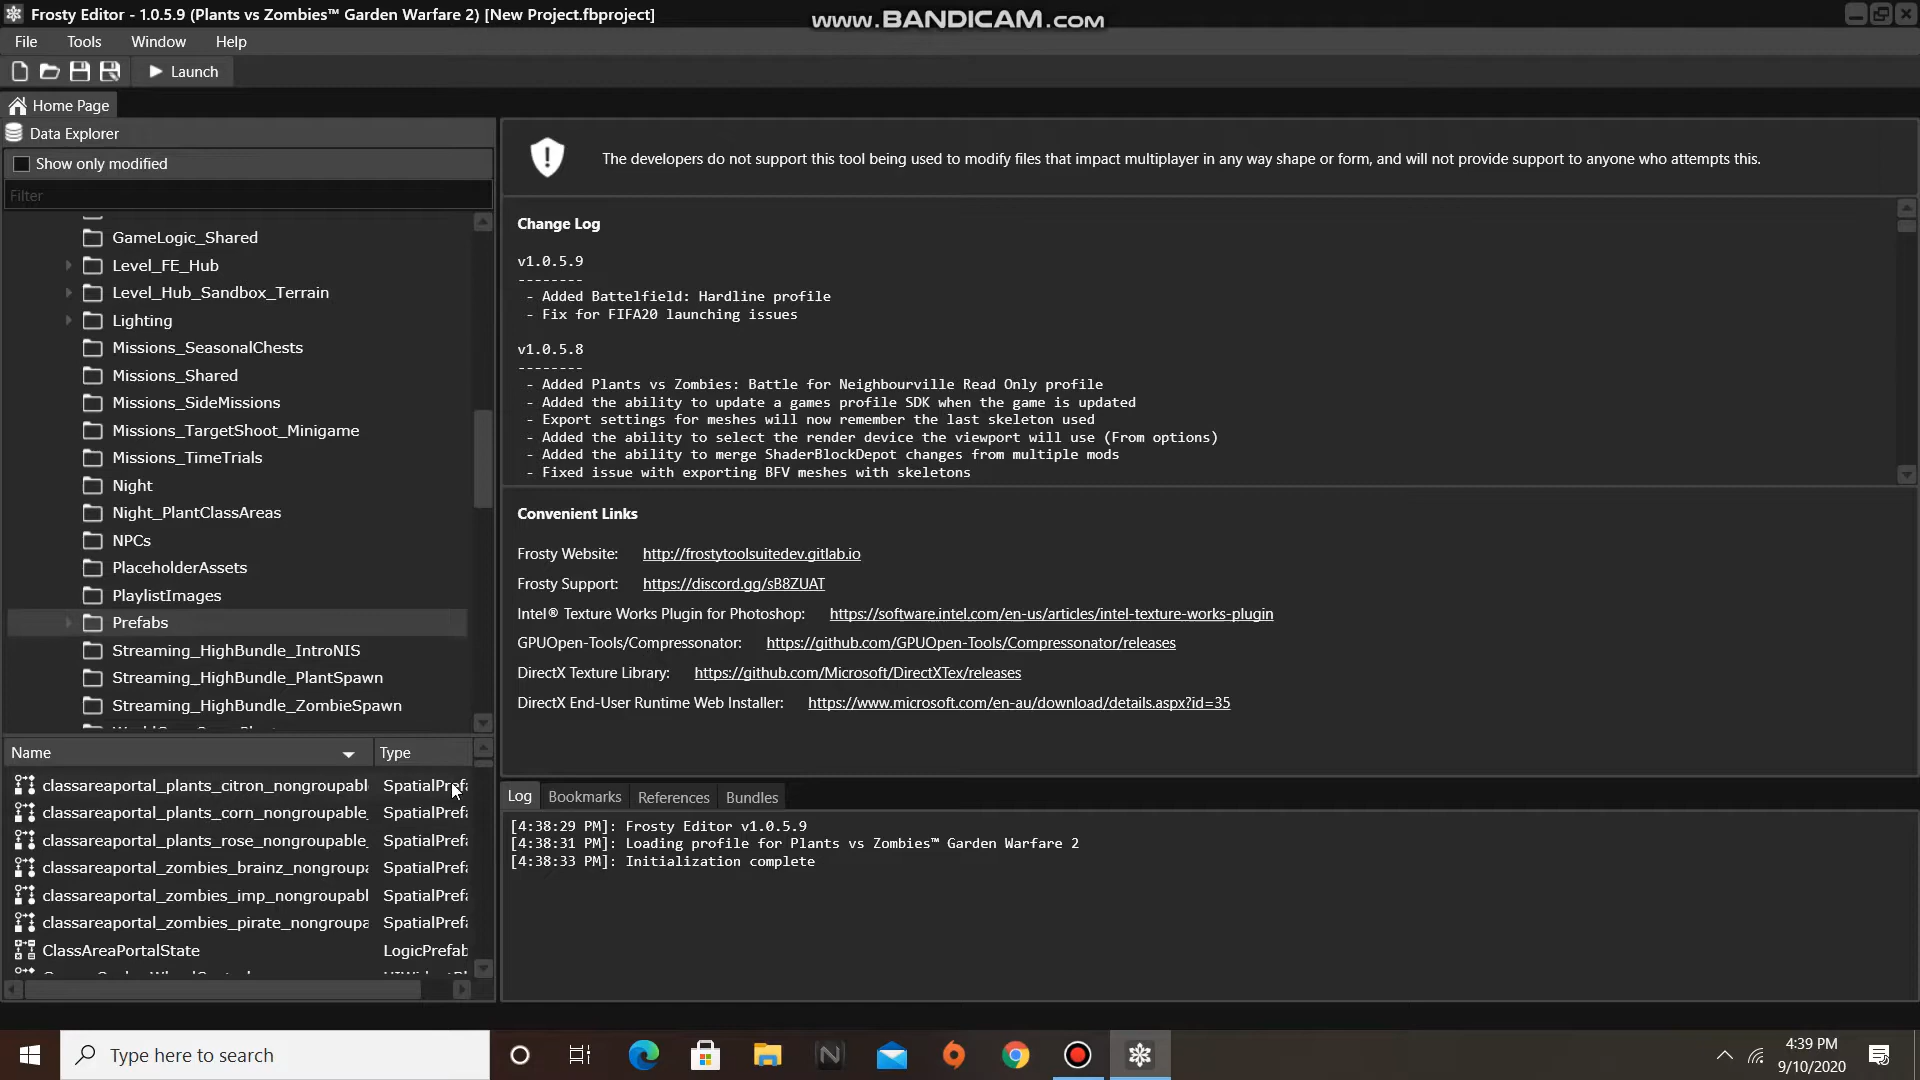 Frosty Editor - 1.0.5.9 (Plants vs Zombies™ Garden Warfare 2) [New Project.fbproject]
www.BANDICAM.com
File Tools Window Help
Launch
Home Page
Data Explorer
Show only modified
Filter
GameLogic_Shared
Level_FE_Hub
Level_Hub_Sandbox_Terrain
Lighting
Missions_SeasonalChests
Missions_Shared
Missions_SideMissions
Missions_TargetShoot_Minigame
Missions_TimeTrials
Night
Night_PlantClassAreas
NPCs
PlaceholderAssets
PlaylistImages
Prefabs
Streaming_HighBundle_IntroNIS
Streaming_HighBundle_PlantSpawn
Streaming_HighBundle_ZombieSpawn
Name Type
classareaportal_plants_citron_nongroupabl SpatialPrefa
classareaportal_plants_corn_nongroupable_ SpatialPrefa
classareaportal_plants_rose_nongroupable_ SpatialPrefa
classareaportal_zombies_brainz_nongroupa SpatialPrefa
classareaportal_zombies_imp_nongroupabl SpatialPrefa
classareaportal_zombies_pirate_nongroupa SpatialPrefa
ClassAreaPortalState LogicPrefab
The developers do not support this tool being used to modify files that impact multiplayer in any way shape or form, and will not provide support to anyone who attempts this.
Change Log
v1.0.5.9
--------
- Added Battelfield: Hardline profile
- Fix for FIFA20 launching issues
v1.0.5.8
--------
- Added Plants vs Zombies: Battle for Neighbourville Read Only profile
- Added the ability to update a games profile SDK when the game is updated
- Export settings for meshes will now remember the last skeleton used
- Added the ability to select the render device the viewport will use (From options)
- Added the ability to merge ShaderBlockDepot changes from multiple mods
- Fixed issue with exporting BFV meshes with skeletons
Convenient Links
Frosty Website: http://frostytoolsuitedev.gitlab.io
Frosty Support: https://discord.gg/sB8ZUAT
Intel® Texture Works Plugin for Photoshop: https://software.intel.com/en-us/articles/intel-texture-works-plugin
GPUOpen-Tools/Compressonator: https://github.com/GPUOpen-Tools/Compressonator/releases
DirectX Texture Library: https://github.com/Microsoft/DirectXTex/releases
DirectX End-User Runtime Web Installer: https://www.microsoft.com/en-au/download/details.aspx?id=35
Log Bookmarks References Bundles
[4:38:29 PM]: Frosty Editor v1.0.5.9
[4:38:31 PM]: Loading profile for Plants vs Zombies™ Garden Warfare 2
[4:38:33 PM]: Initialization complete
Type here to search
4:39 PM
9/10/2020